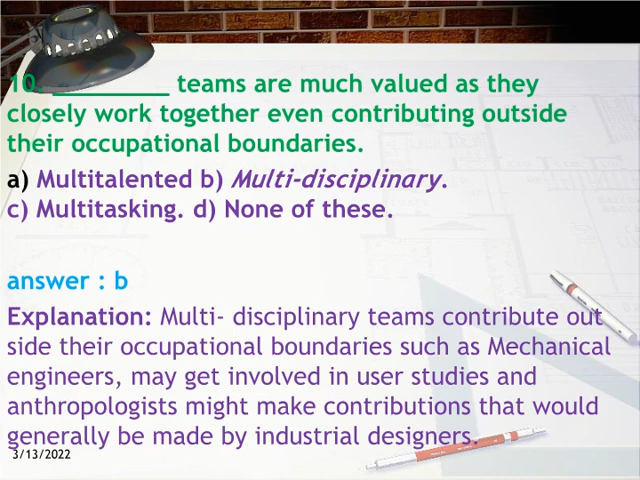 10. _________ teams are much valued as they
closely work together even contributing outside
their occupational boundaries.
a) Multitalented b) Multi-disciplinary.
c) Multitasking. d) None of these.
answer : b
Explanation: Multi- disciplinary teams contribute out
side their occupational boundaries such as Mechanical
engineers, may get involved in user studies and
anthropologists might make contributions that would
generally be made by industrial designers.
3/13/2022